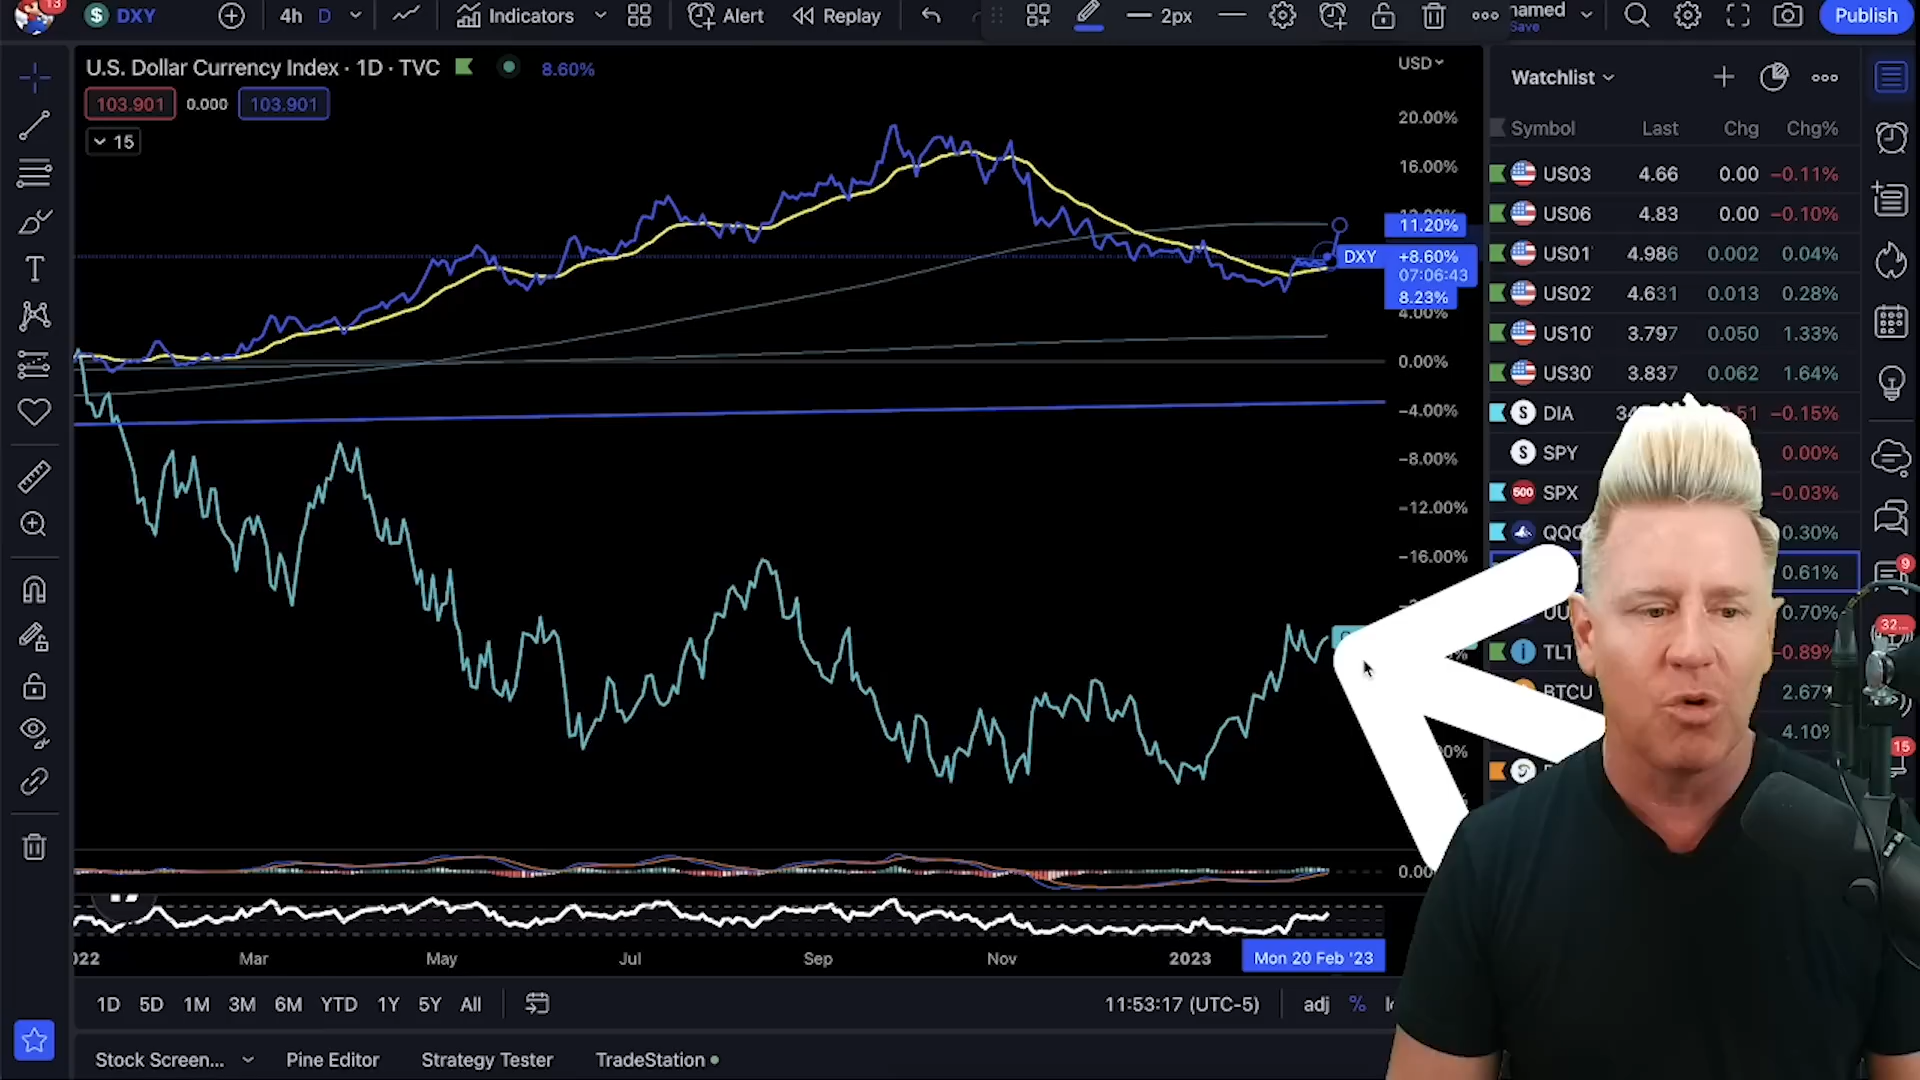 13 DXY 4h D Indicators Alert Replay 2px named Save Publish
U.S. Dollar Currency Index · 1D · TVC 8.60% USD
103.901 0.000 103.901
15
20.00%
16.00%
11.20%
DXY +8.60%
07:06:43
8.23%
4.00%
0.00%
−4.00%
−8.00%
−12.00%
−16.00%
0.00
Watchlist
Symbol Last Chg Chg%
US03 4.66 0.00 −0.11%
US06 4.83 0.00 −0.10%
US01 4.986 0.002 0.04%
US02 4.631 0.013 0.28%
US10 3.797 0.050 1.33%
US30 3.837 0.062 1.64%
DIA −0.15%
SPY 0.00%
500 SPX −0.03%
0.30%
0.61%
0.70%
TLT −0.89%
BTCU 2.67%
4.10%
9
32...
15
022 Mar May Jul Sep Nov 2023 Mon 20 Feb '23
1D 5D 1M 3M 6M YTD 1Y 5Y All 11:53:17 (UTC-5) adj %
Stock Screen... Pine Editor Strategy Tester TradeStation